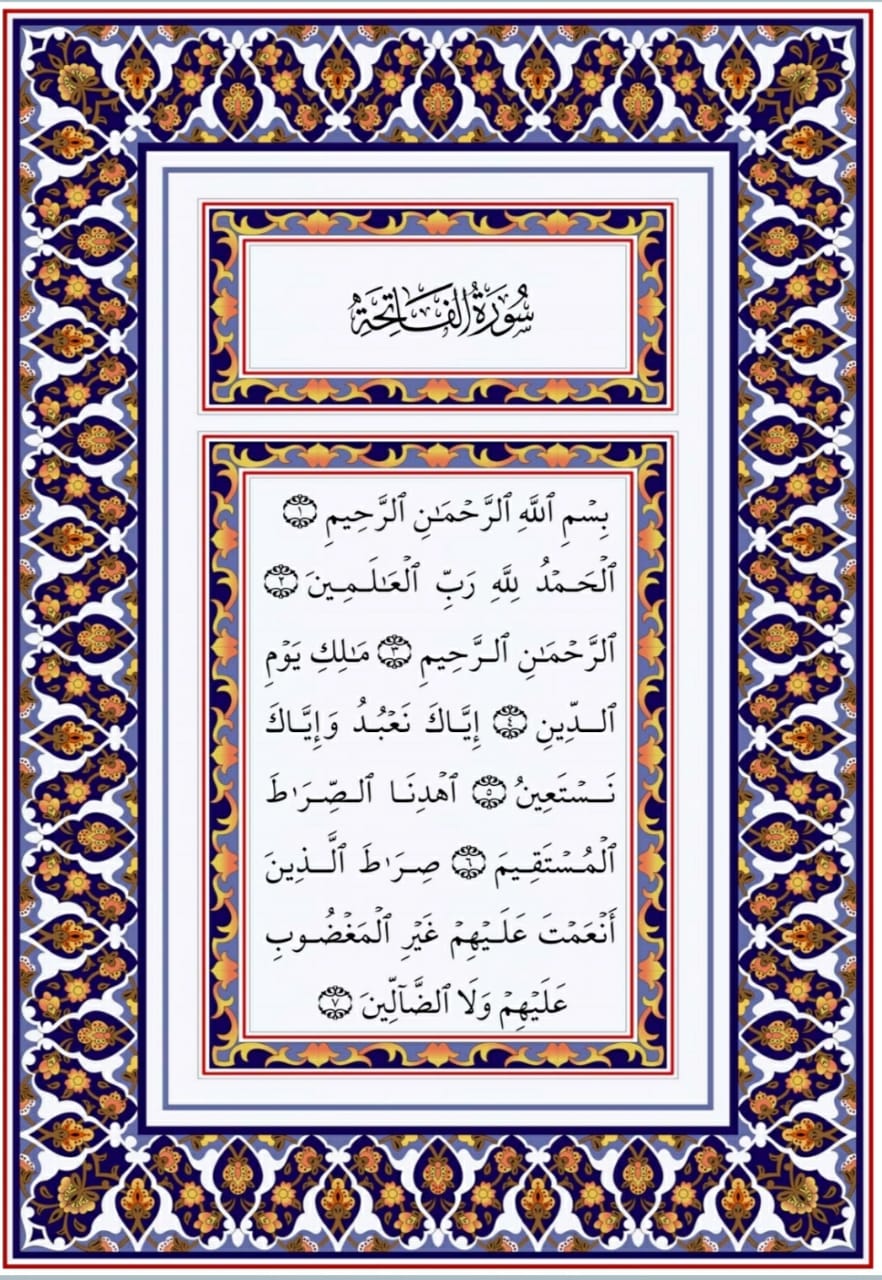 سُورَةُ الفَاتِحَةِ
بِسۡمِ ٱللَّهِ ٱلرَّحۡمَـٰنِ ٱلرَّحِيمِ ١
ٱلۡحَمۡدُ لِلَّهِ رَبِّ ٱلۡعَـٰلَمِينَ ٢
ٱلرَّحۡمَـٰنِ ٱلرَّحِيمِ ٣ مَـٰلِكِ يَوۡمِ
ٱلدِّينِ ٤ إِيَّاكَ نَعۡبُدُ وَإِيَّاكَ
نَسۡتَعِينُ ٥ ٱهۡدِنَا ٱلصِّرَٰطَ
ٱلۡمُسۡتَقِيمَ ٦ صِرَٰطَ ٱلَّذِينَ
أَنۡعَمۡتَ عَلَيۡهِمۡ غَيۡرِ ٱلۡمَغۡضُوبِ
عَلَيۡهِمۡ وَلَا ٱلضَّآلِّينَ ٧